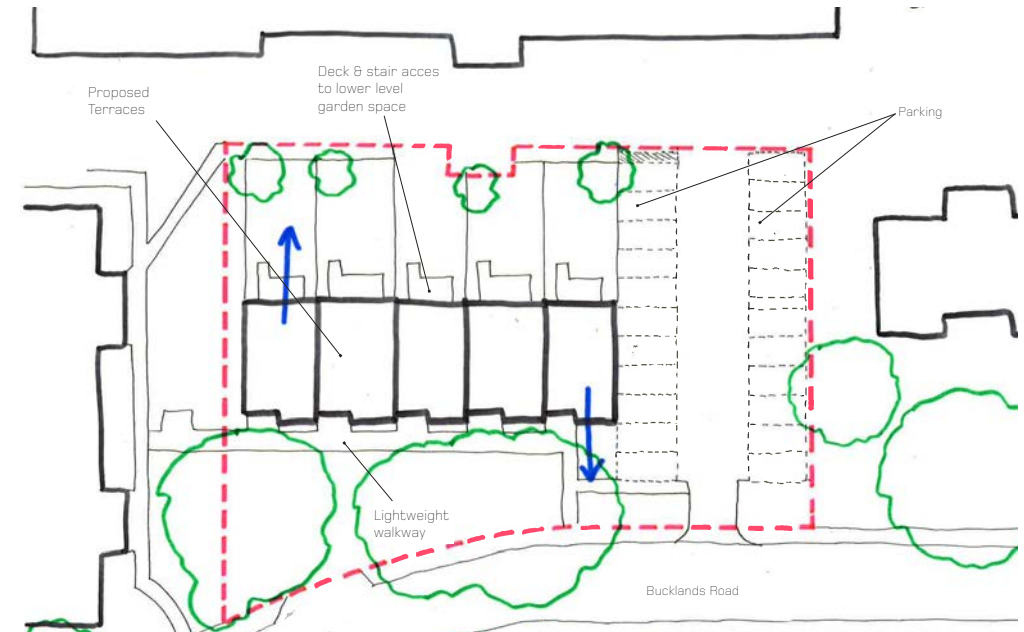 Deck & stair acces
to lower level
garden space
Proposed
Terraces
Parking
Lightweight
walkway
Bucklands Road